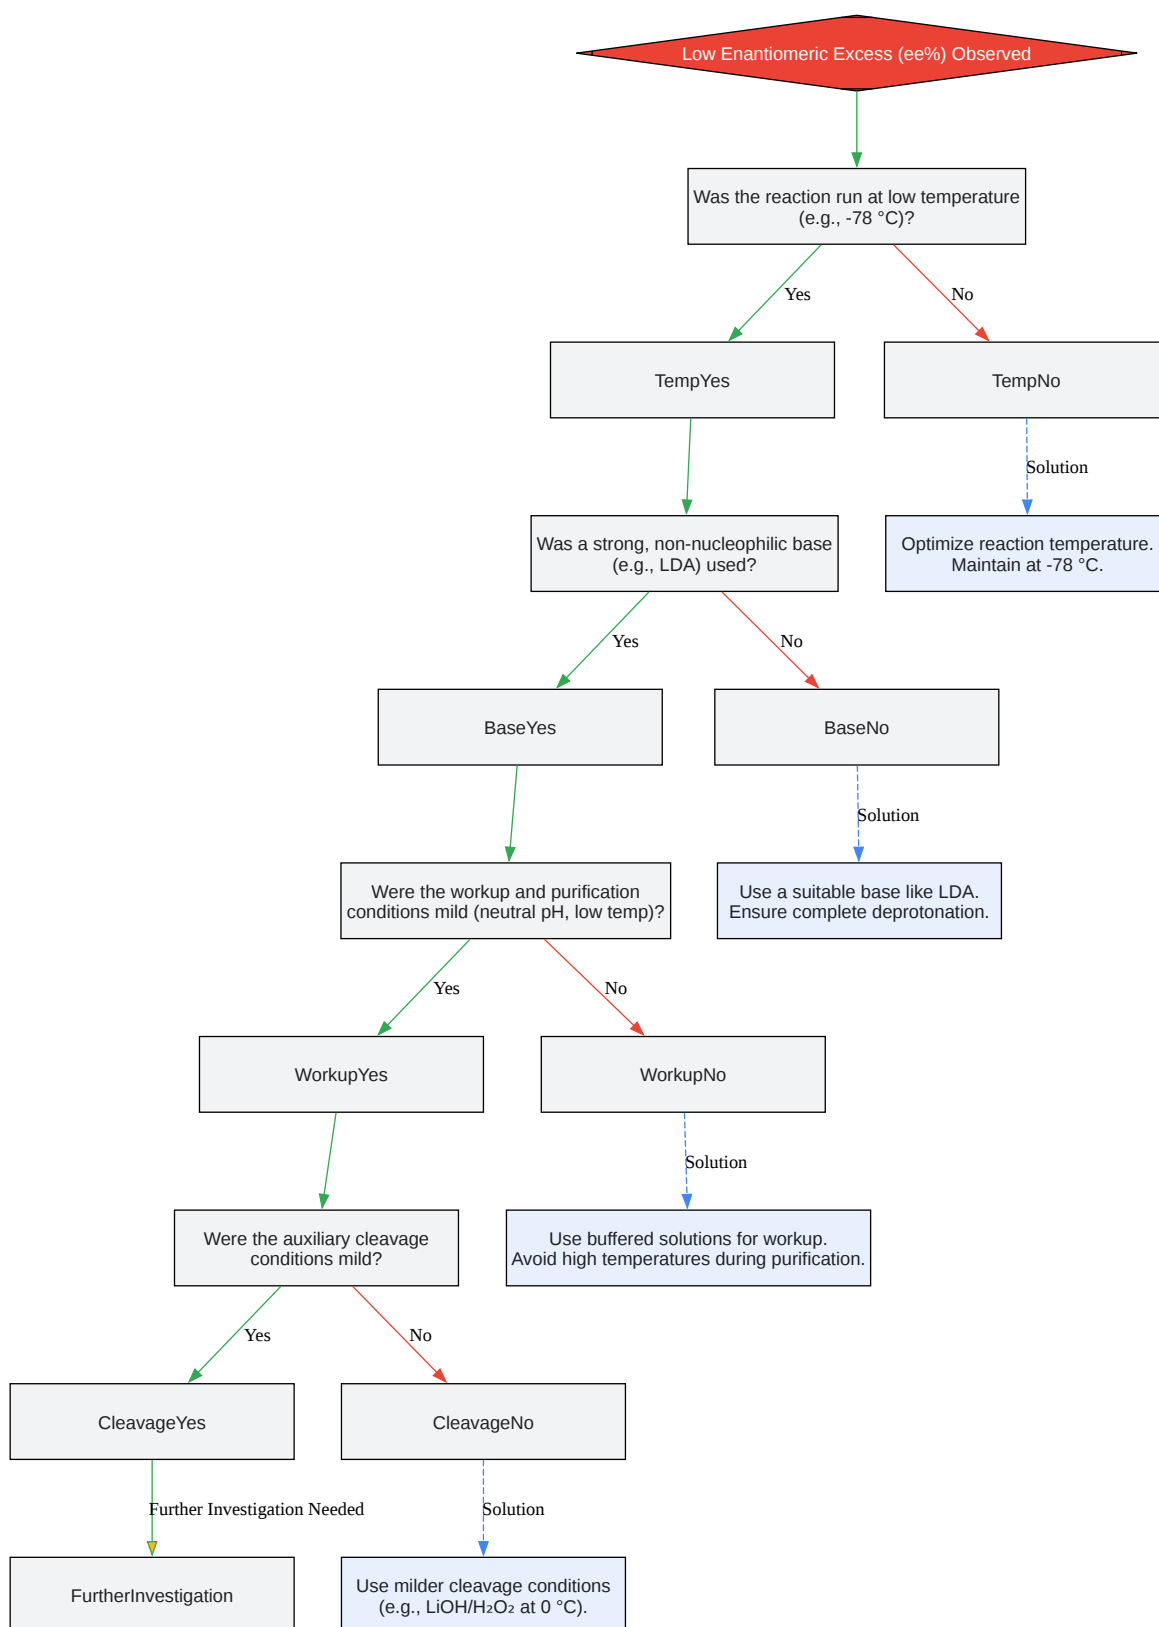 Low Enantiomeric Excess (ee%) Observed
Was the reaction run at low temperature
(e.g., -78 °C)?
Yes
No
TempYes
TempNo
Solution
Was a strong, non-nucleophilic base
(e.g., LDA) used?
Optimize reaction temperature.
Maintain at -78 °C.
Yes
No
BaseYes
BaseNo
Solution
Were the workup and purification
conditions mild (neutral pH, low temp)?
Use a suitable base like LDA.
Ensure complete deprotonation.
Yes
No
WorkupYes
WorkupNo
Solution
Were the auxiliary cleavage
conditions mild?
Use buffered solutions for workup.
Avoid high temperatures during purification.
Yes
No
CleavageYes
CleavageNo
Further Investigation Needed
Solution
FurtherInvestigation
Use milder cleavage conditions
(e.g., LiOH/H₂O₂ at 0 °C).